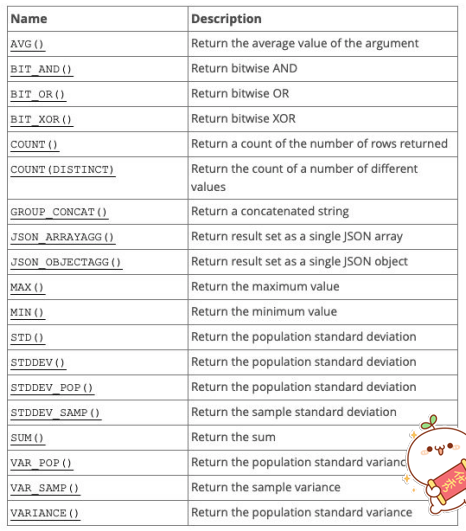 Name Description
AVG() Return the average value of the argument
BIT_AND() Return bitwise AND
BIT_OR() Return bitwise OR
BIT_XOR() Return bitwise XOR
COUNT() Return a count of the number of rows returned
COUNT(DISTINCT) Return the count of a number of different
values
GROUP_CONCAT() Return a concatenated string
JSON_ARRAYAGG() Return result set as a single JSON array
JSON_OBJECTAGG() Return result set as a single JSON object
MAX() Return the maximum value
MIN() Return the minimum value
STD() Return the population standard deviation
STDDEV() Return the population standard deviation
STDDEV_POP() Return the population standard deviation
STDDEV_SAMP() Return the sample standard deviation
SUM() Return the sum
VAR_POP() Return the population standard varianc
VAR_SAMP() Return the sample variance
VARIANCE() Return the population standard variance